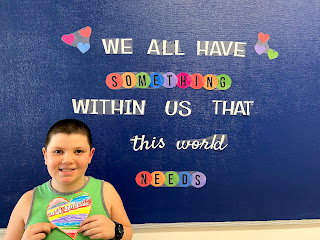 WE ALL HAVE
SOMETHING
WITHIN US THAT
this world
NEEDS